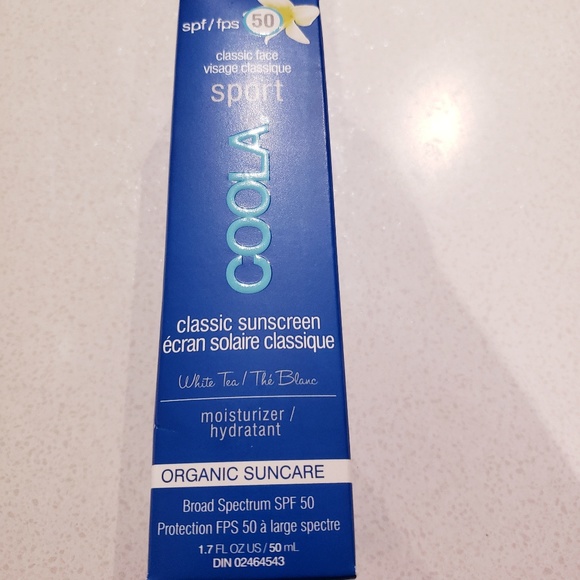 spf/fps 50
classic face
visage classique
sport
COOLA.
classic sunscreen
écran solaire classique
White Tea / Thé Blanc
moisturizer /
hydratant
ORGANIC SUNCARE
Broad Spectrum SPF 50
Protection FPS 50 à large spectre
1.7 FL OZ US / 50 mL
DIN 02464543